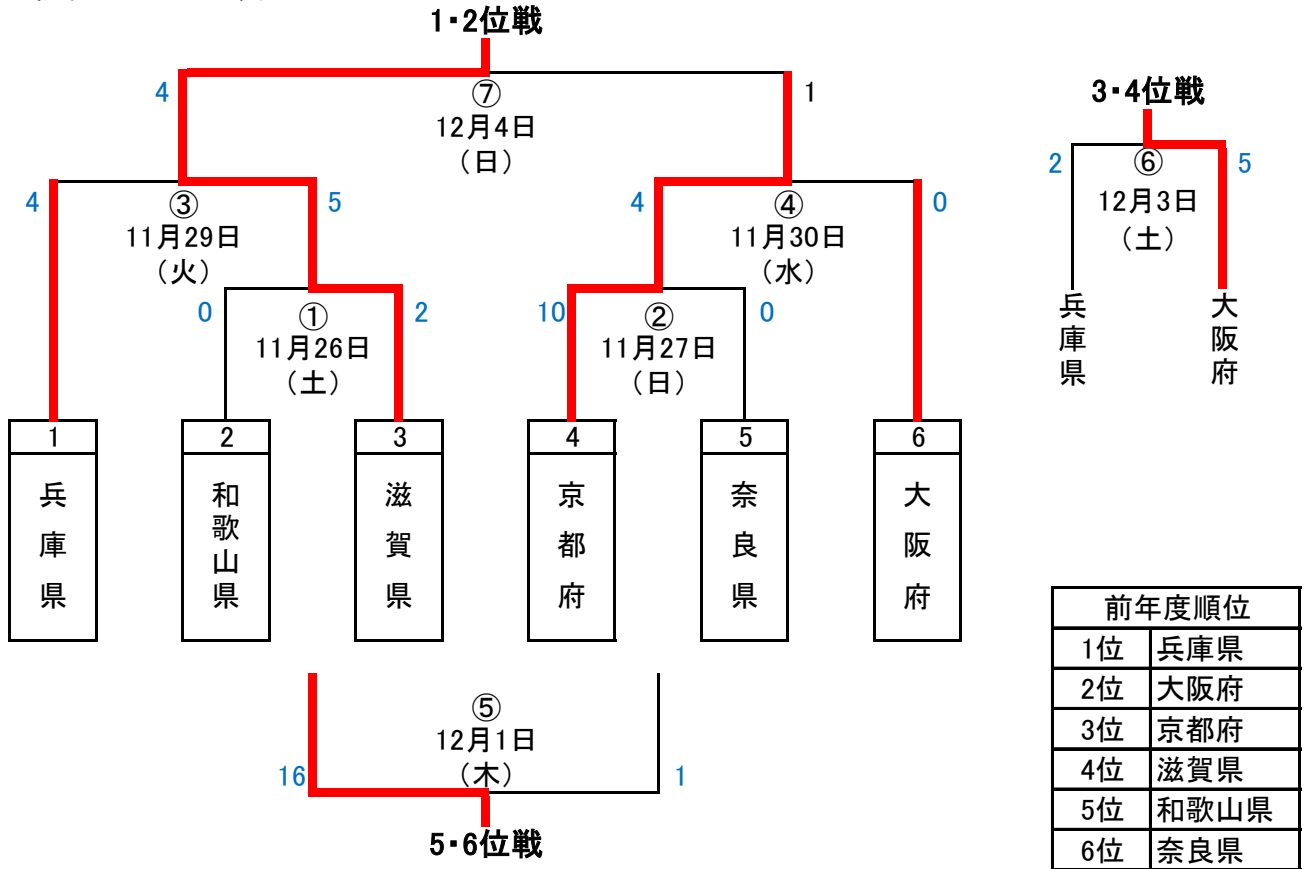 1・2位戦
4
⑦
1
12月4日
（日）
3・4位戦
2
⑥
5
12月3日
（土）
兵庫県
大阪府
4
③
5
11月29日
（火）
4
④
0
11月30日
（水）
0
①
2
11月26日
（土）
10
②
0
11月27日
（日）
1
2
3
4
5
6
兵庫県
和歌山県
滋賀県
京都府
奈良県
大阪府
⑤
12月1日
（木）
16
1
5・6位戦
前年度順位
1位 兵庫県
2位 大阪府
3位 京都府
4位 滋賀県
5位 和歌山県
6位 奈良県